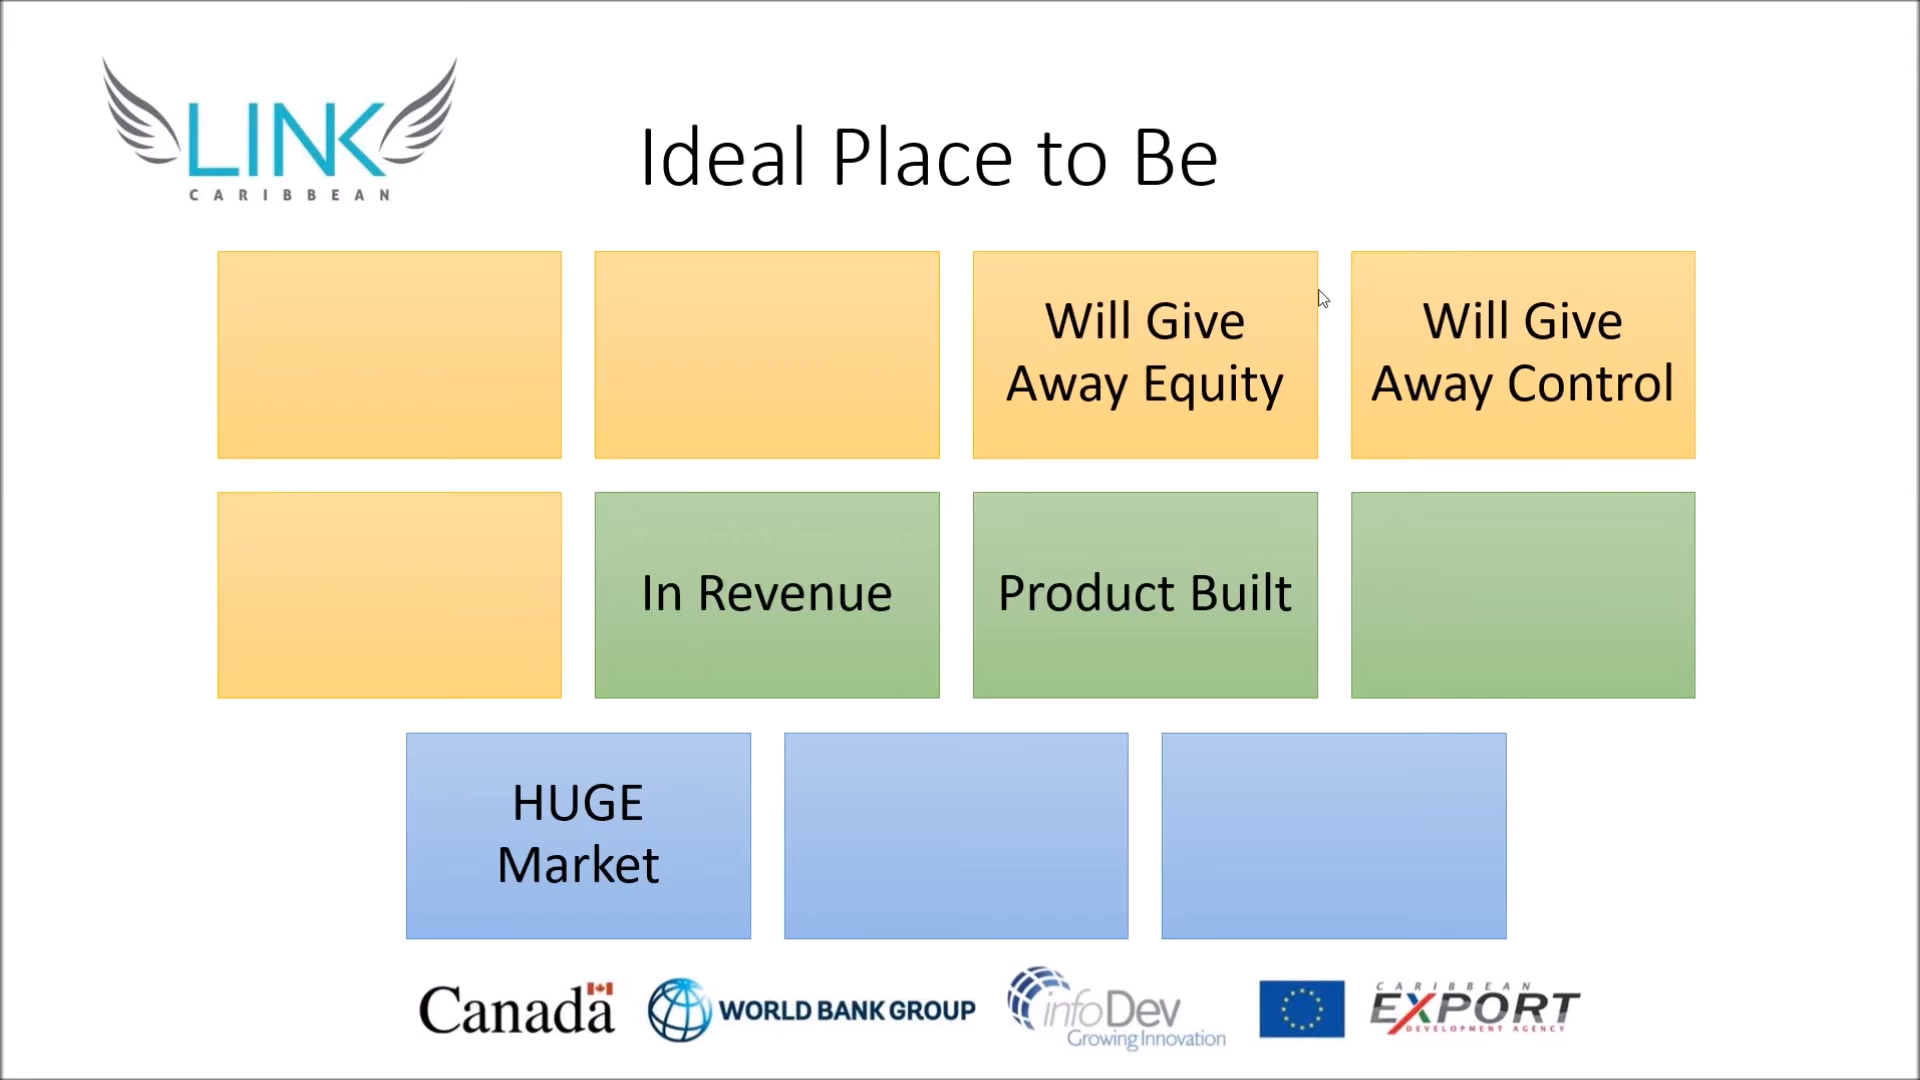 LINK
CARIBBEAN
Ideal Place to Be
Will Give
Away Equity
Will Give
Away Control
In Revenue
Product Built
HUGE
Market
Canada
WORLD BANK GROUP
infoDev
Growing Innovation
CARIBBEAN
EXPORT
DEVELOPMENT AGENCY